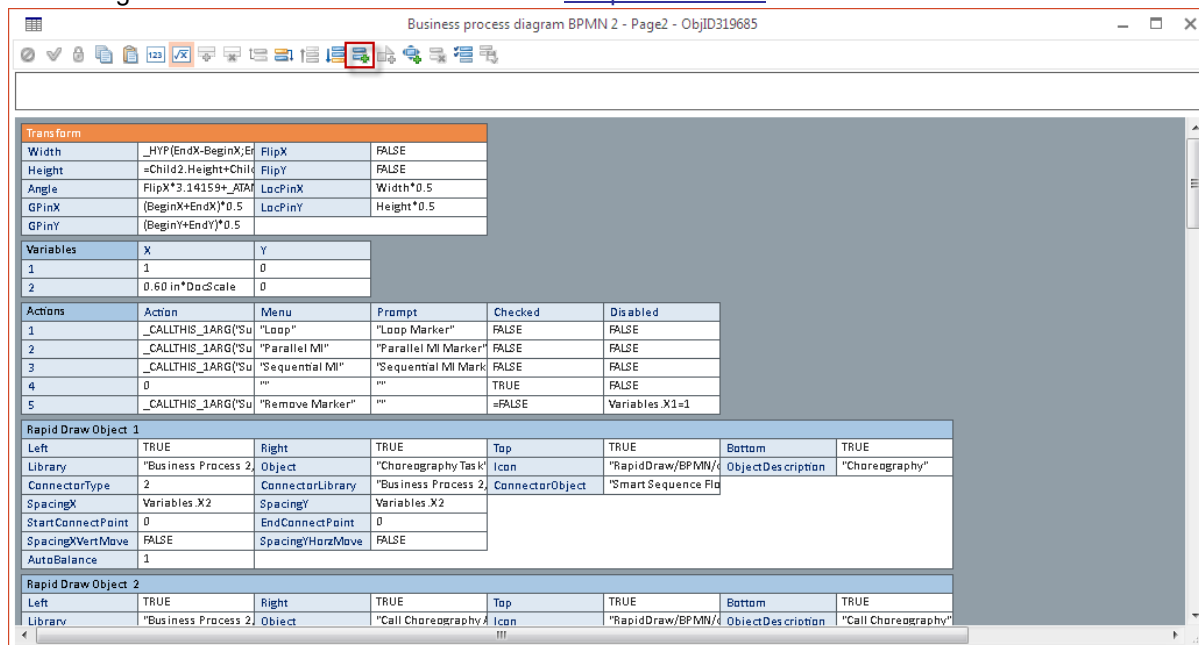 Business process diagram BPMN 2 - Page2 - ObjID319685
123 √x
Transform
Width _HYP(EndX-BeginX;E FlipX FALSE
Height =Child2.Height+Chil FlipY FALSE
Angle FlipX*3.14159+_ATA LocPinX Width*0.5
GPinX (BeginX+EndX)*0.5 LocPinY Height*0.5
GPinY (BeginY+EndY)*0.5
Variables X Y
1 1 0
2 0.60 in*DocScale 0
Actions Action Menu Prompt Checked Disabled
1 _CALLTHIS_1ARG("Su "Loop" "Loop Marker" FALSE FALSE
2 _CALLTHIS_1ARG("Su "Parallel MI" "Parallel MI Marker" FALSE FALSE
3 _CALLTHIS_1ARG("Su "Sequential MI" "Sequential MI Mark FALSE FALSE
4 0 "" "" TRUE FALSE
5 _CALLTHIS_1ARG("Su "Remove Marker" "" =FALSE Variables.X1=1
Rapid Draw Object 1
Left TRUE Right TRUE Top TRUE Bottom TRUE
Library "Business Process 2, Object "Choreography Task" Icon "RapidDraw/BPMN/ ObjectDescription "Choreography"
ConnectorType 2 ConnectorLibrary "Business Process 2, ConnectorObject "Smart Sequence Flo
SpacingX Variables.X2 SpacingY Variables.X2
StartConnectPoint 0 EndConnectPoint 0
SpacingXVertMove FALSE SpacingYHorzMove FALSE
AutoBalance 1
Rapid Draw Object 2
Left TRUE Right TRUE Top TRUE Bottom TRUE
Library "Business Process 2, Object "Call Choreography Icon "RapidDraw/BPMN/ ObjectDescription "Call Choreography"